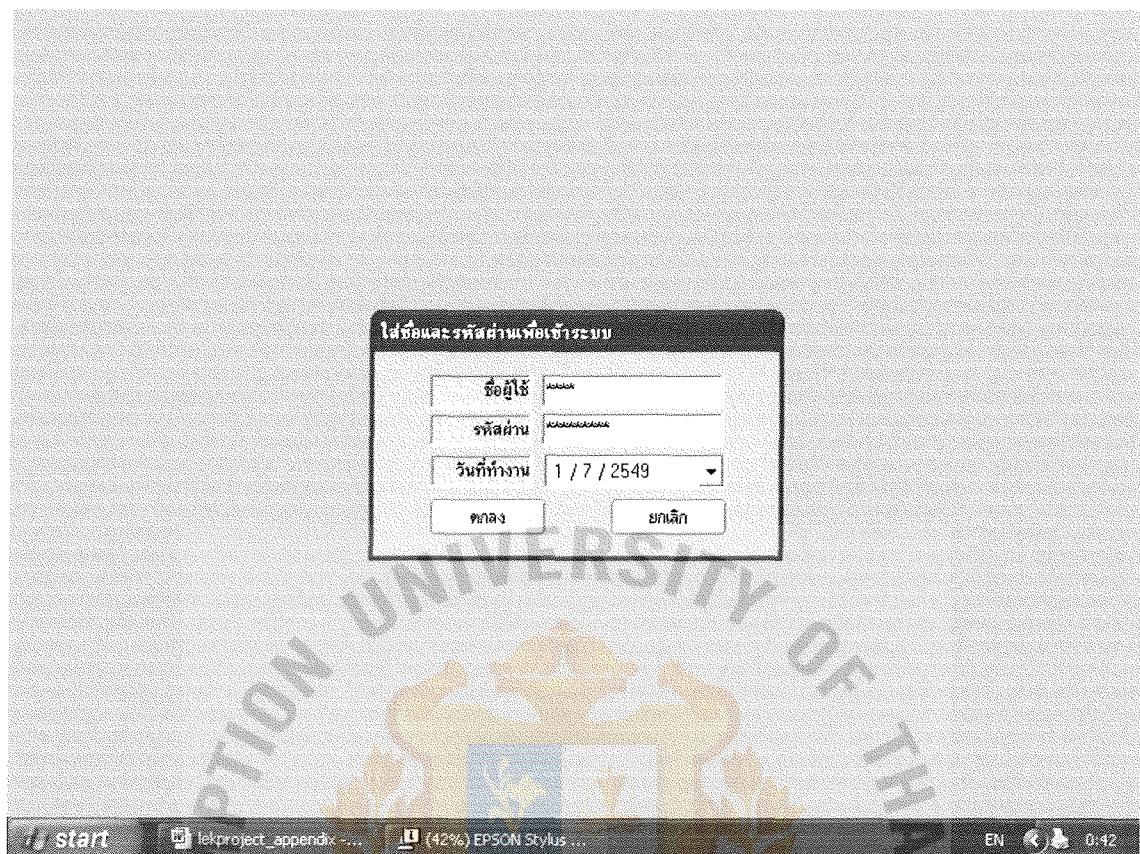 ใส่ชื่อและรหัสผ่านเพื่อเข้าระบบ
ชื่อผู้ใช้ *****
รหัสผ่าน **********
วันที่ทำงาน 1 / 7 / 2549
ตกลง ยกเลิก
PTION UNIVERSITY OF THA
start lekproject_appendix -... (42%) EPSON Stylus ... EN 0:42